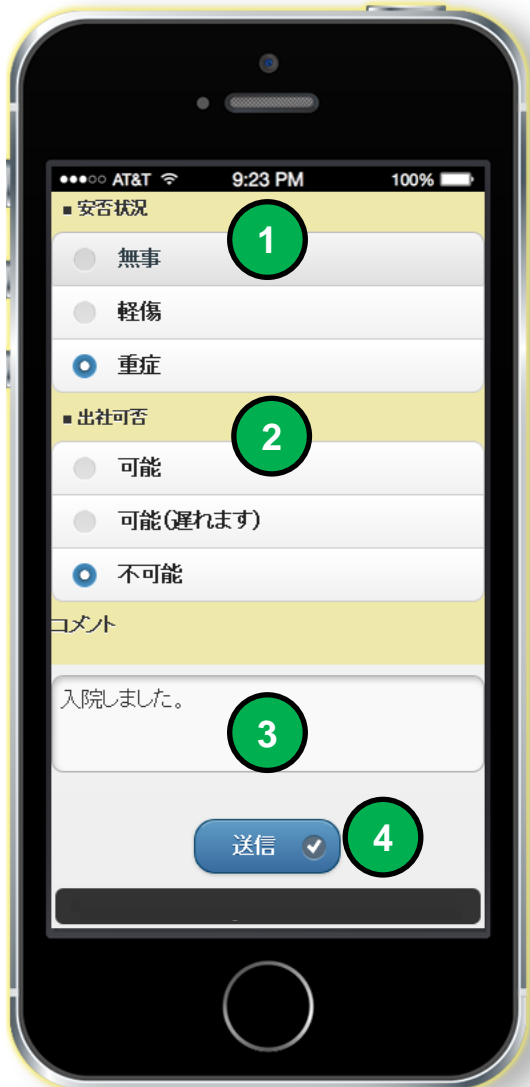 ●●●○○ AT&T 9:23 PM 100%
■ 安否状況
1
無事
軽傷
重症
■ 出社可否
2
可能
可能(遅れます)
不可能
コメント
入院しました。
3
送信
4